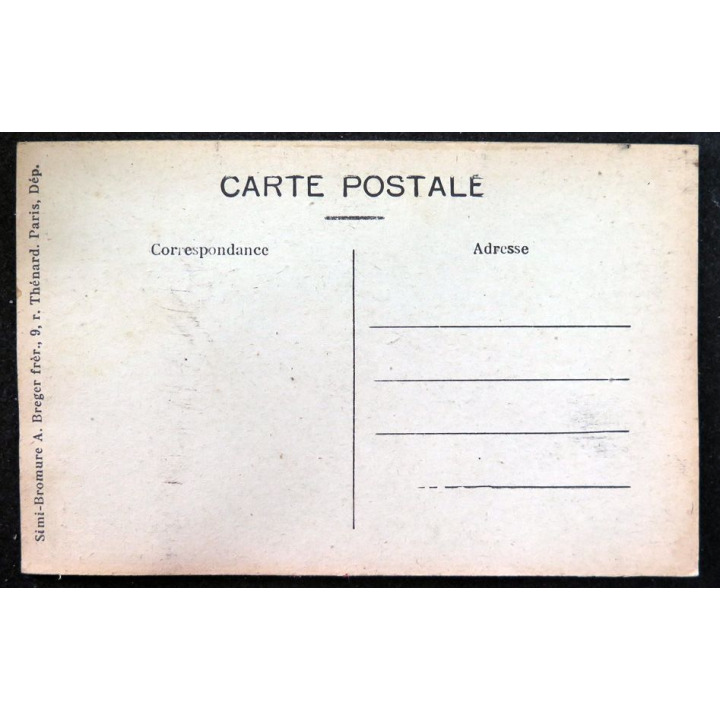 CARTE POSTALE
Correspondance
Adresse
Simi-Bromure A. Breger frèr., 9, r. Thénard. Paris, Dép.